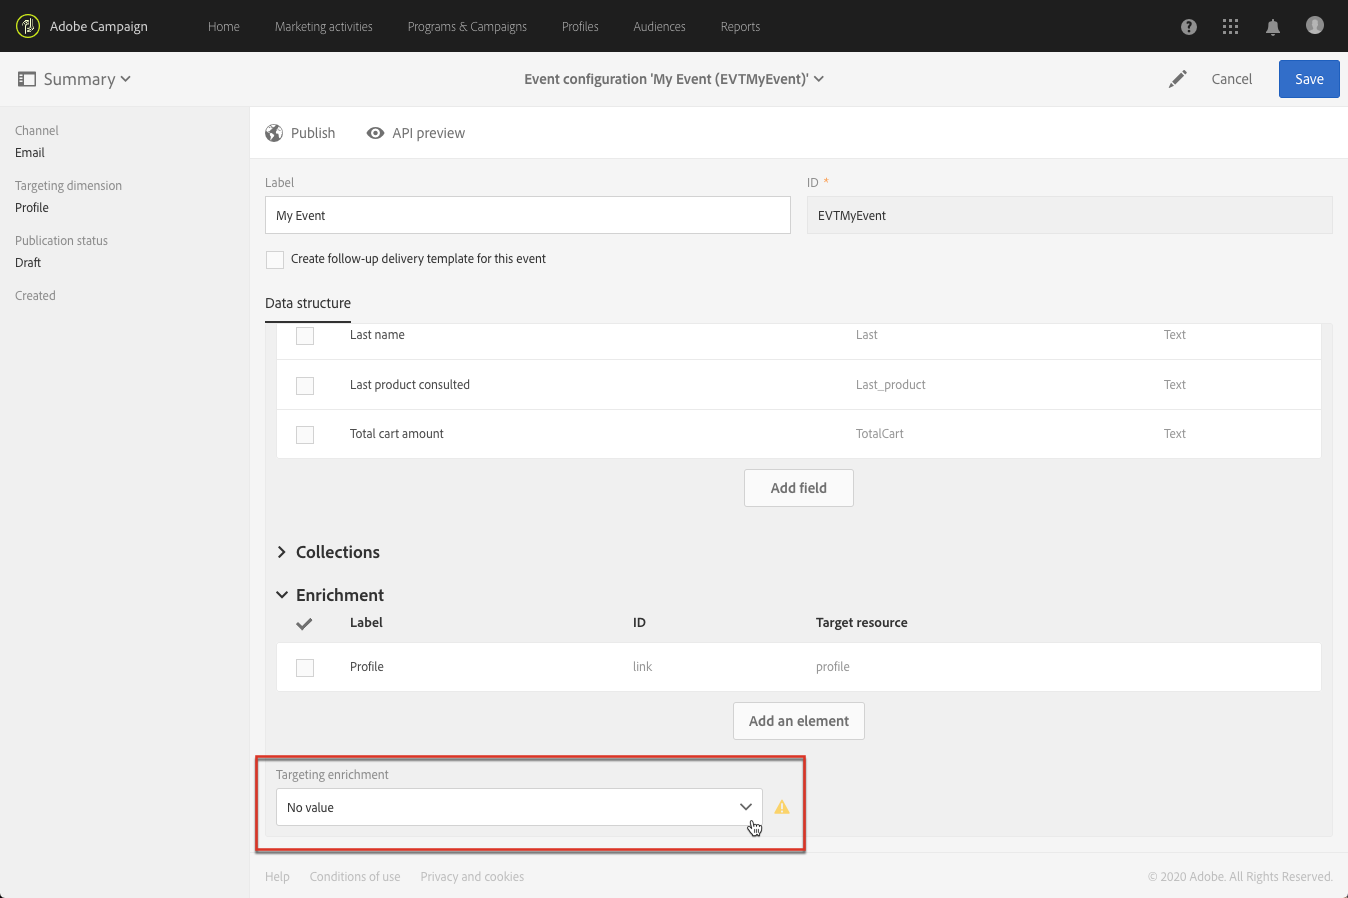 Adobe Campaign Home Marketing activities Programs & Campaigns Profiles Audiences Reports
Summary Event configuration 'My Event (EVTMyEvent)' Cancel Save
Channel
Email
Targeting dimension
Profile
Publication status
Draft
Created
Publish API preview
Label ID *
My Event EVTMyEvent
Create follow-up delivery template for this event
Data structure
Last name Last Text
Last product consulted Last_product Text
Total cart amount TotalCart Text
Add field
Collections
Enrichment
Label ID Target resource
Profile link profile
Add an element
Targeting enrichment
No value
Help Conditions of use Privacy and cookies © 2020 Adobe. All Rights Reserved.